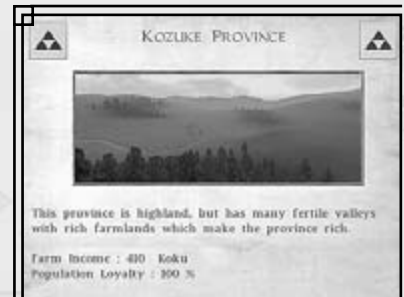 Kozuke Province
This province is highland, but has many fertile valleys
with rich farmlands which make the province rich.
Farm Income : 410 Koku
Population Loyalty : 100 %